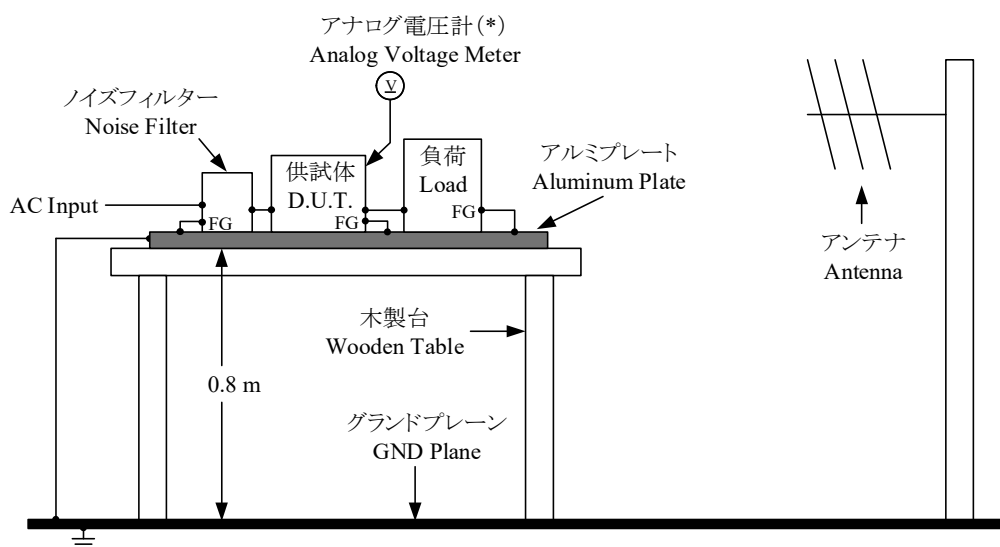 アナログ電圧計(*)
Analog Voltage Meter
V
ノイズフィルター
Noise Filter
供試体
D.U.T.
負荷
Load
アルミプレート
Aluminum Plate
AC Input
FG
FG
FG
アンテナ
Antenna
木製台
Wooden Table
0.8 m
グランドプレーン
GND Plane